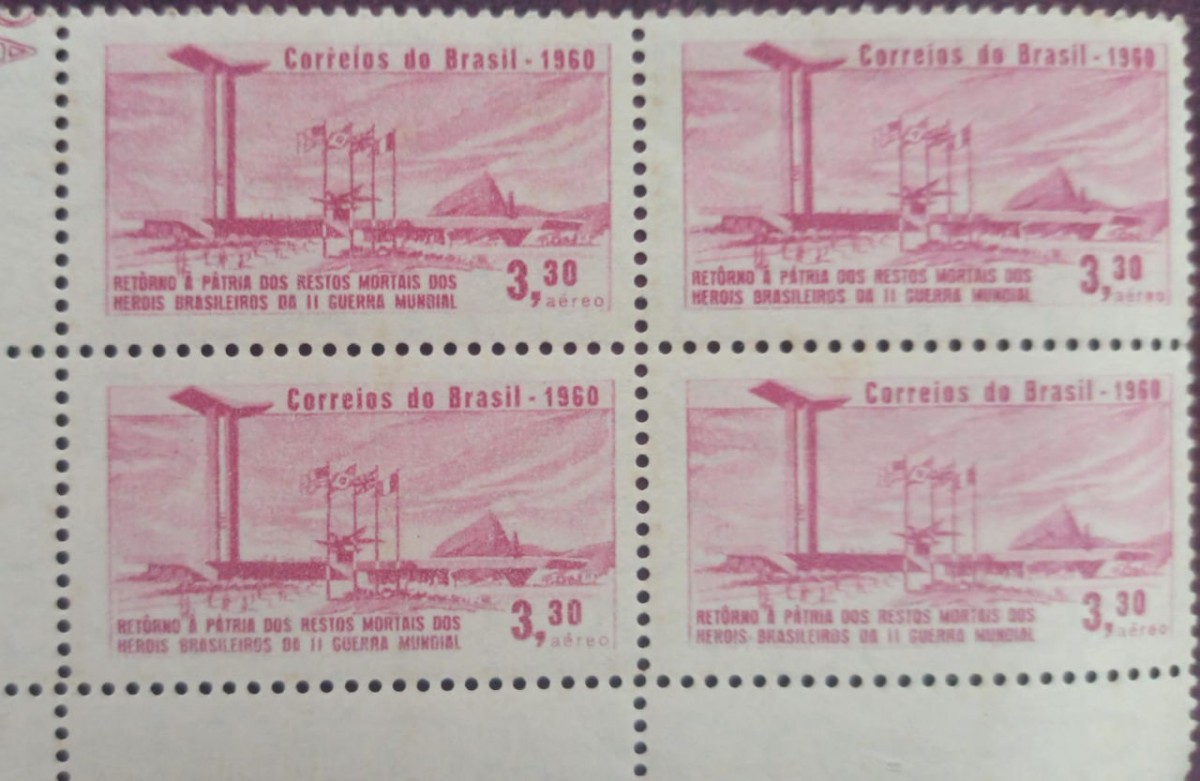 Correios do Brasil - 1960
RETÔRNO À PÁTRIA DOS RESTOS MORTAIS DOS
HEROIS BRASILEIROS DA II GUERRA MUNDIAL
3,30
aéreo
Correios do Brasil - 1960
RETÔRNO À PÁTRIA DOS RESTOS MORTAIS DOS
HEROIS BRASILEIROS DA II GUERRA MUNDIAL
3,30
aéreo
Correios do Brasil - 1960
RETÔRNO À PÁTRIA DOS RESTOS MORTAIS DOS
HEROIS BRASILEIROS DA II GUERRA MUNDIAL
3,30
aéreo
Correios do Brasil - 1960
RETÔRNO À PÁTRIA DOS RESTOS MORTAIS DOS
HEROIS BRASILEIROS DA II GUERRA MUNDIAL
3,30
aéreo